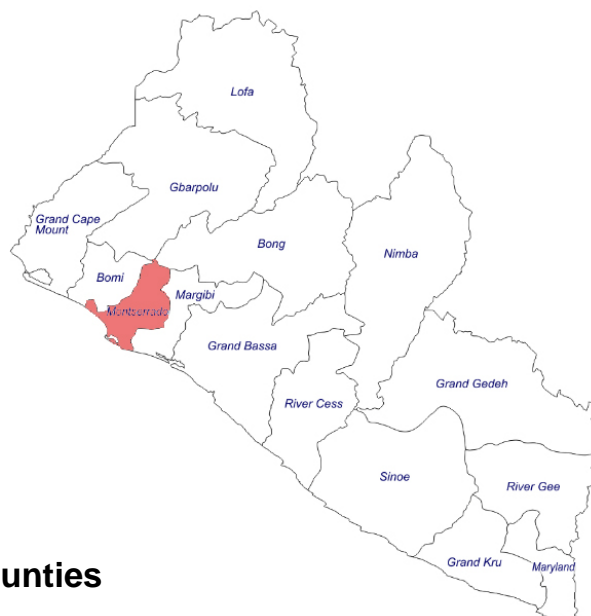 Lofa
Gbarpolu
Grand Cape
Mount
Bong
Nimba
Bomi
Margibi
Montserrado
Grand Bassa
Grand Gedeh
River Cess
Sinoe
River Gee
Grand Kru
Maryland
unties